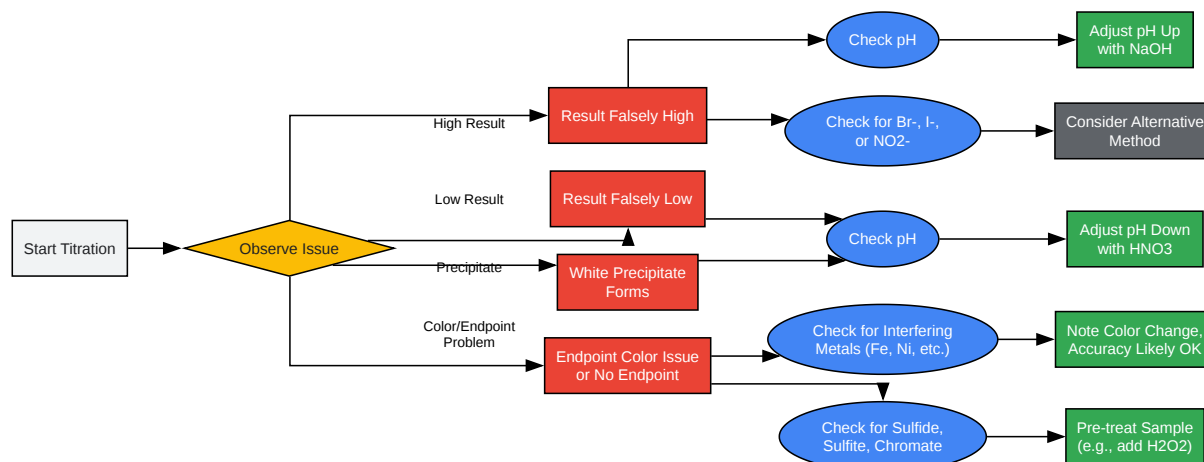 Start Titration
Observe Issue
High Result
Low Result
Precipitate
Color/Endpoint
Problem
Result Falsely High
Result Falsely Low
White Precipitate
Forms
Endpoint Color Issue
or No Endpoint
Check pH
Check for Br-, I-,
or NO2-
Check pH
Check for Interfering
Metals (Fe, Ni, etc.)
Check for Sulfide,
Sulfite, Chromate
Adjust pH Up
with NaOH
Consider Alternative
Method
Adjust pH Down
with HNO3
Note Color Change,
Accuracy Likely OK
Pre-treat Sample
(e.g., add H2O2)